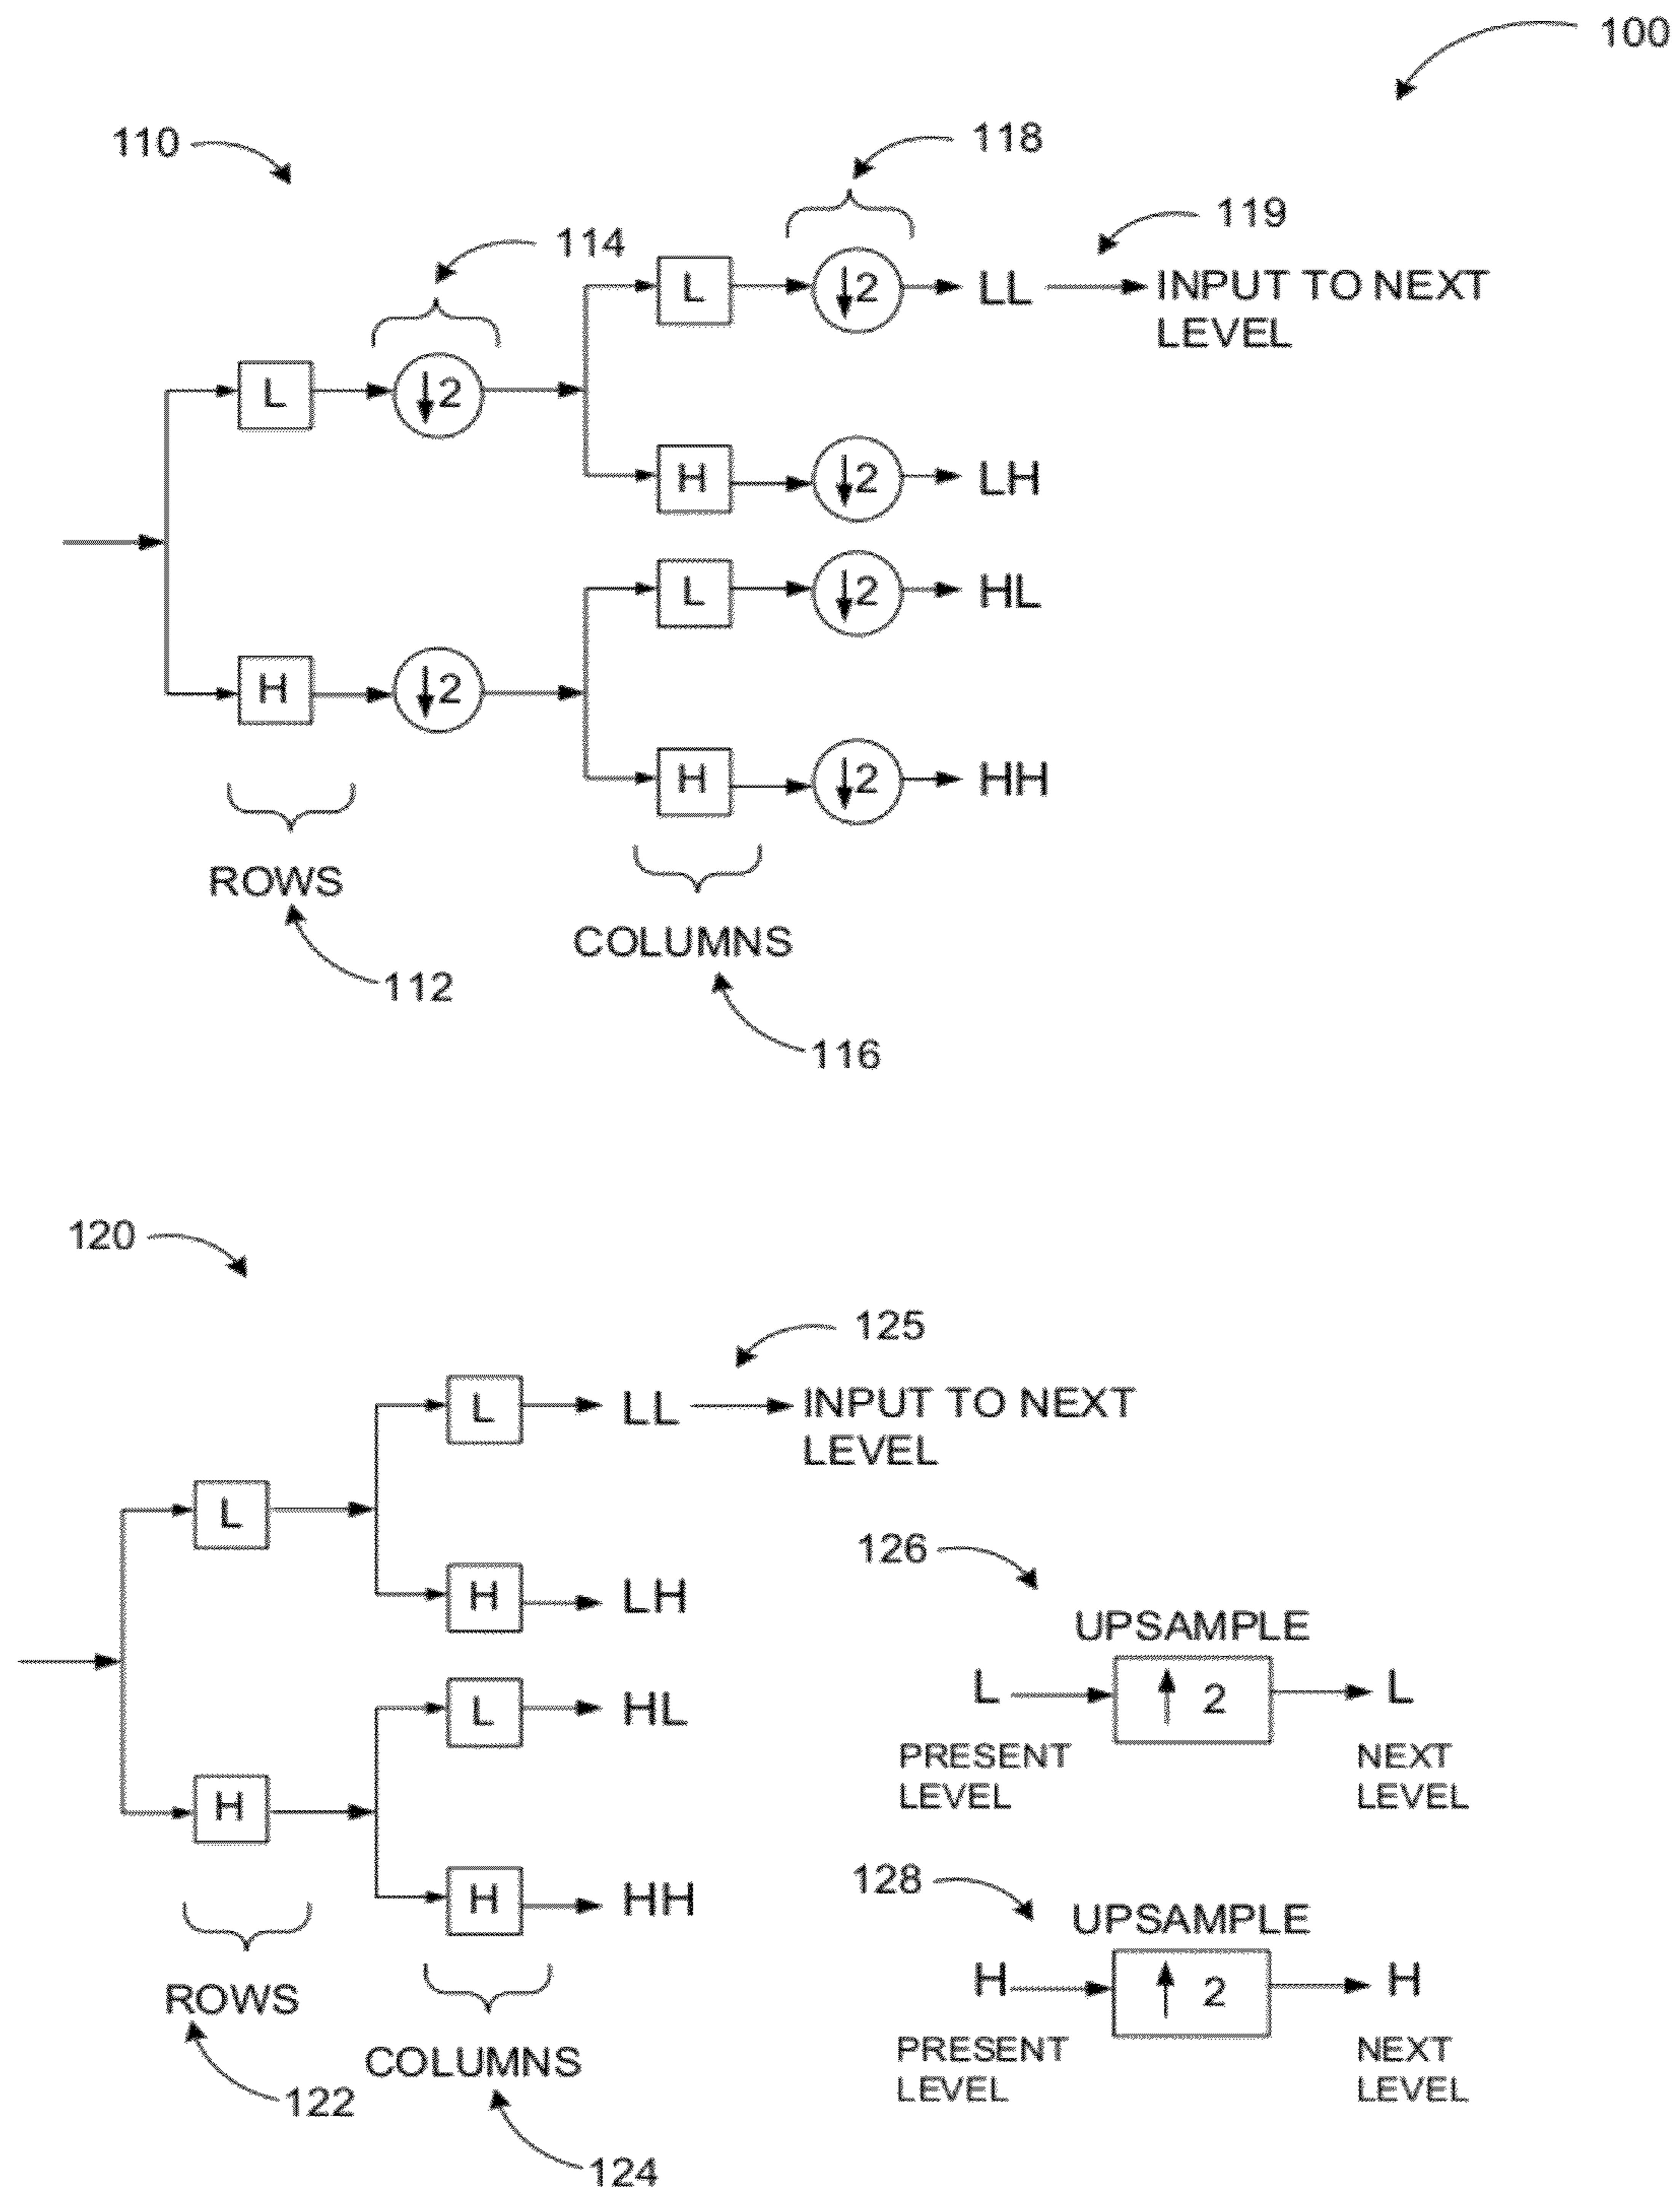 100
110
118
119
114
L
↓2
LL
INPUT TO NEXT
LEVEL
L
↓2
H
↓2
LH
L
↓2
HL
H
↓2
H
↓2
HH
ROWS
COLUMNS
112
116
120
125
L
LL
INPUT TO NEXT
LEVEL
L
H
LH
126
UPSAMPLE
L
↑ 2
L
PRESENT
LEVEL
NEXT
LEVEL
L
HL
H
H
HH
128
UPSAMPLE
H
↑ 2
H
PRESENT
LEVEL
NEXT
LEVEL
ROWS
COLUMNS
122
124